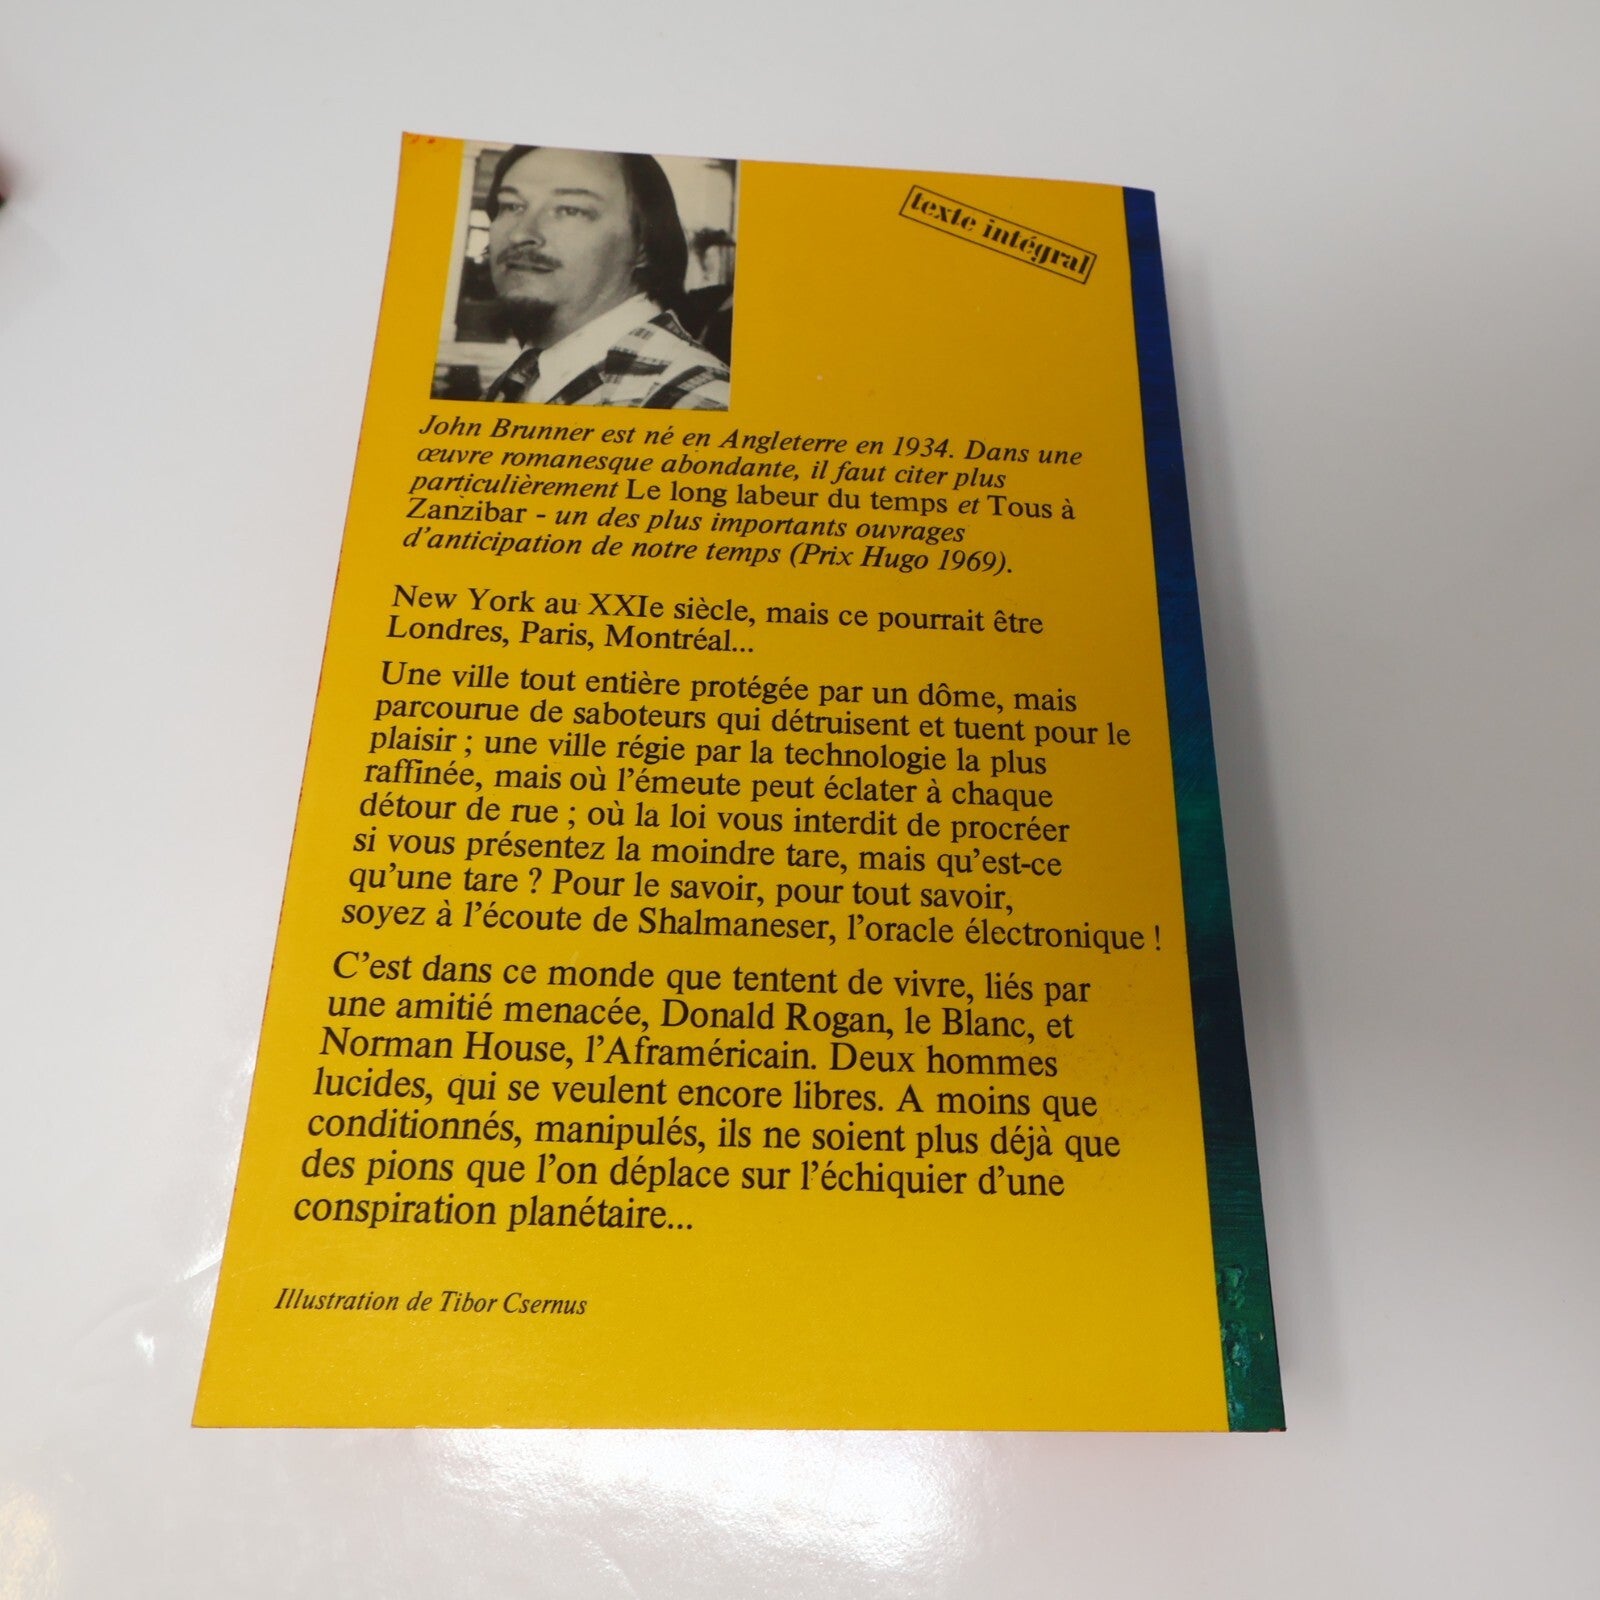 texte intégral
John Brunner est né en Angleterre en 1934. Dans une
œuvre romanesque abondante, il faut citer plus
particulièrement Le long labeur du temps et Tous à
Zanzibar - un des plus importants ouvrages
d'anticipation de notre temps (Prix Hugo 1969).
New York au XXIe siècle, mais ce pourrait être
Londres, Paris, Montréal...
Une ville tout entière protégée par un dôme, mais
parcourue de saboteurs qui détruisent et tuent pour le
plaisir ; une ville régie par la technologie la plus
raffinée, mais où l'émeute peut éclater à chaque
détour de rue ; où la loi vous interdit de procréer
si vous présentez la moindre tare, mais qu'est-ce
qu'une tare ? Pour le savoir, pour tout savoir,
soyez à l'écoute de Shalmaneser, l'oracle électronique !
C'est dans ce monde que tentent de vivre, liés par
une amitié menacée, Donald Rogan, le Blanc, et
Norman House, l'Aframéricain. Deux hommes
lucides, qui se veulent encore libres. A moins que
conditionnés, manipulés, ils ne soient plus déjà que
des pions que l'on déplace sur l'échiquier d'une
conspiration planétaire...
Illustration de Tibor Csernus